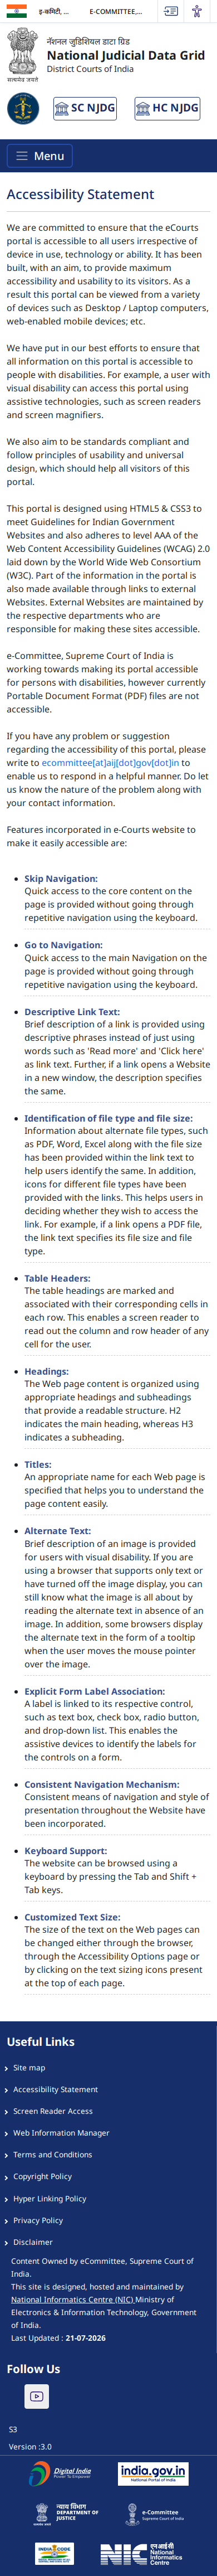 इ-कमिटी, ...
E-COMMITTEE,...
नॅशनल जुडिशियल डाटा ग्रिड
National Judicial Data Grid
District Courts of India
सत्यमेव जयते
SC NJDG
HC NJDG
Menu
Accessibility Statement
We are committed to ensure that the eCourts
portal is accessible to all users irrespective of
device in use, technology or ability. It has been
built, with an aim, to provide maximum
accessibility and usability to its visitors. As a
result this portal can be viewed from a variety
of devices such as Desktop / Laptop computers,
web-enabled mobile devices; etc.
We have put in our best efforts to ensure that
all information on this portal is accessible to
people with disabilities. For example, a user with
visual disability can access this portal using
assistive technologies, such as screen readers
and screen magnifiers.
We also aim to be standards compliant and
follow principles of usability and universal
design, which should help all visitors of this
portal.
This portal is designed using HTML5 & CSS3 to
meet Guidelines for Indian Government
Websites and also adheres to level AAA of the
Web Content Accessibility Guidelines (WCAG) 2.0
laid down by the World Wide Web Consortium
(W3C). Part of the information in the portal is
also made available through links to external
Websites. External Websites are maintained by
the respective departments who are
responsible for making these sites accessible.
e-Committee, Supreme Court of India is
working towards making its portal accessible
for persons with disabilities, however currently
Portable Document Format (PDF) files are not
accessible.
If you have any problem or suggestion
regarding the accessibility of this portal, please
write to ecommittee[at]aij[dot]gov[dot]in to
enable us to respond in a helpful manner. Do let
us know the nature of the problem along with
your contact information.
Features incorporated in e-Courts website to
make it easily accessible are:
Skip Navigation:
Quick access to the core content on the
page is provided without going through
repetitive navigation using the keyboard.
Go to Navigation:
Quick access to the main Navigation on the
page is provided without going through
repetitive navigation using the keyboard.
Descriptive Link Text:
Brief description of a link is provided using
descriptive phrases instead of just using
words such as 'Read more' and 'Click here'
as link text. Further, if a link opens a Website
in a new window, the description specifies
the same.
Identification of file type and file size:
Information about alternate file types, such
as PDF, Word, Excel along with the file size
has been provided within the link text to
help users identify the same. In addition,
icons for different file types have been
provided with the links. This helps users in
deciding whether they wish to access the
link. For example, if a link opens a PDF file,
the link text specifies its file size and file
type.
Table Headers:
The table headings are marked and
associated with their corresponding cells in
each row. This enables a screen reader to
read out the column and row header of any
cell for the user.
Headings:
The Web page content is organized using
appropriate headings and subheadings
that provide a readable structure. H2
indicates the main heading, whereas H3
indicates a subheading.
Titles:
An appropriate name for each Web page is
specified that helps you to understand the
page content easily.
Alternate Text:
Brief description of an image is provided
for users with visual disability. If you are
using a browser that supports only text or
have turned off the image display, you can
still know what the image is all about by
reading the alternate text in absence of an
image. In addition, some browsers display
the alternate text in the form of a tooltip
when the user moves the mouse pointer
over the image.
Explicit Form Label Association:
A label is linked to its respective control,
such as text box, check box, radio button,
and drop-down list. This enables the
assistive devices to identify the labels for
the controls on a form.
Consistent Navigation Mechanism:
Consistent means of navigation and style of
presentation throughout the Website have
been incorporated.
Keyboard Support:
The website can be browsed using a
keyboard by pressing the Tab and Shift +
Tab keys.
Customized Text Size:
The size of the text on the Web pages can
be changed either through the browser,
through the Accessibility Options page or
by clicking on the text sizing icons present
at the top of each page.
Useful Links
Site map
Accessibility Statement
Screen Reader Access
Web Information Manager
Terms and Conditions
Copyright Policy
Hyper Linking Policy
Privacy Policy
Disclaimer
Content Owned by eCommittee, Supreme Court of
India.
This site is designed, hosted and maintained by
National Informatics Centre (NIC) Ministry of
Electronics & Information Technology, Government
of India.
Last Updated : 21-07-2026
Follow Us
S3
Version :3.0
Digital India
Power To Empower
india.gov.in
National Portal of India
न्याय विभाग
DEPARTMENT OF
JUSTICE
e-Committee
Supreme Court of India
INDIA CODE
NIC
एन आई सी
National
Informatics
Centre